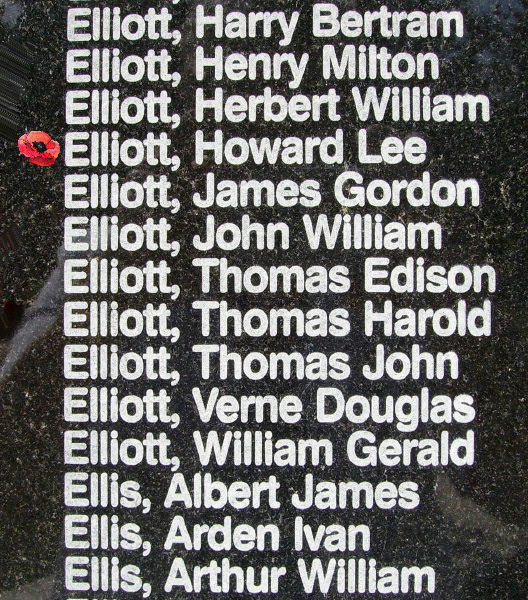 Elliott, Harry Bertram
Elliott, Henry Milton
Elliott, Herbert William
Elliott, Howard Lee
Elliott, James Gordon
Elliott, John William
Elliott, Thomas Edison
Elliott, Thomas Harold
Elliott, Thomas John
Elliott, Verne Douglas
Elliott, William Gerald
Ellis, Albert James
Ellis, Arden Ivan
Ellis, Arthur William